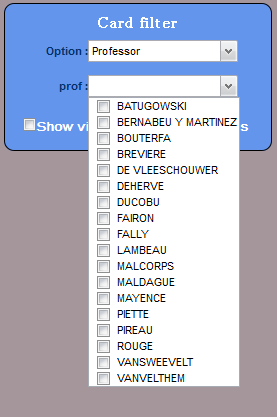 Card filter
Option : Professor
prof :
Show vi s
BATUGOWSKI
BERNABEU Y MARTINEZ
BOUTERFA
BREVIERE
DE VLEESCHOUWER
DEHERVE
DUCOBU
FAIRON
FALLY
LAMBEAU
MALCORPS
MALDAGUE
MAYENCE
PIETTE
PIREAU
ROUGE
VANSWEEVELT
VANVELTHEM